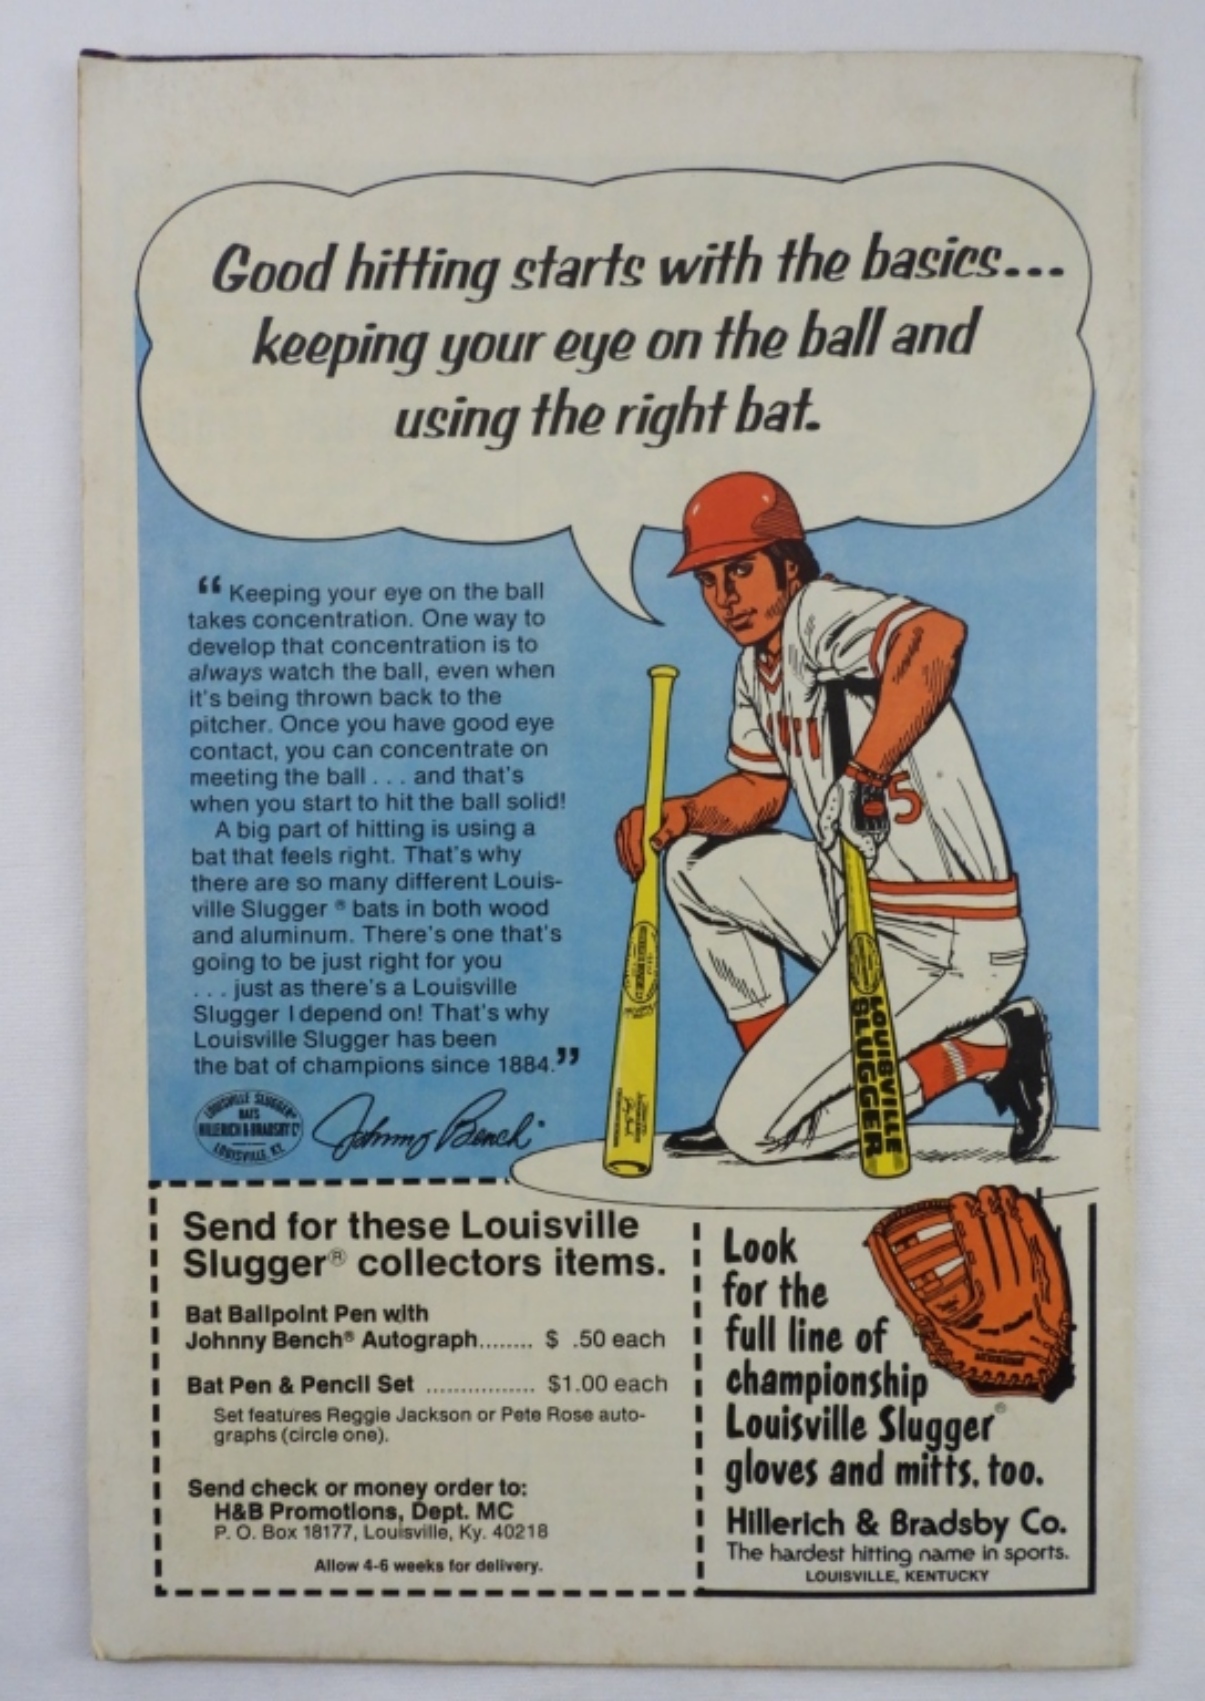 Good hitting starts with the basics...
keeping your eye on the ball and
using the right bat.
“Keeping your eye on the ball
takes concentration. One way to
develop that concentration is to
always watch the ball, even when
it's being thrown back to the
pitcher. Once you have good eye
contact, you can concentrate on
meeting the ball . . . and that's
when you start to hit the ball solid!
A big part of hitting is using a
bat that feels right. That's why
there are so many different Louis-
ville Slugger ® bats in both wood
and aluminum. There's one that's
going to be just right for you
. . . just as there's a Louisville
Slugger I depend on! That's why
Louisville Slugger has been
the bat of champions since 1884.”
LOUISVILLE SLUGGER
BATS
HILLERICH & BRADSBY Co
LOUISVILLE, KY.
Johnny Bench
5
LOUISVILLE
SLUGGER
Send for these Louisville
Slugger® collectors items.
Bat Ballpoint Pen with
Johnny Bench® Autograph........ $ .50 each
Bat Pen & Pencil Set ................ $1.00 each
Set features Reggie Jackson or Pete Rose auto-
graphs (circle one).
Send check or money order to:
H&B Promotions, Dept. MC
P. O. Box 18177, Louisville, Ky. 40218
Allow 4-6 weeks for delivery.
Look
for the
full line of
championship
Louisville Slugger®
gloves and mitts, too.
Hillerich & Bradsby Co.
The hardest hitting name in sports.
LOUISVILLE, KENTUCKY